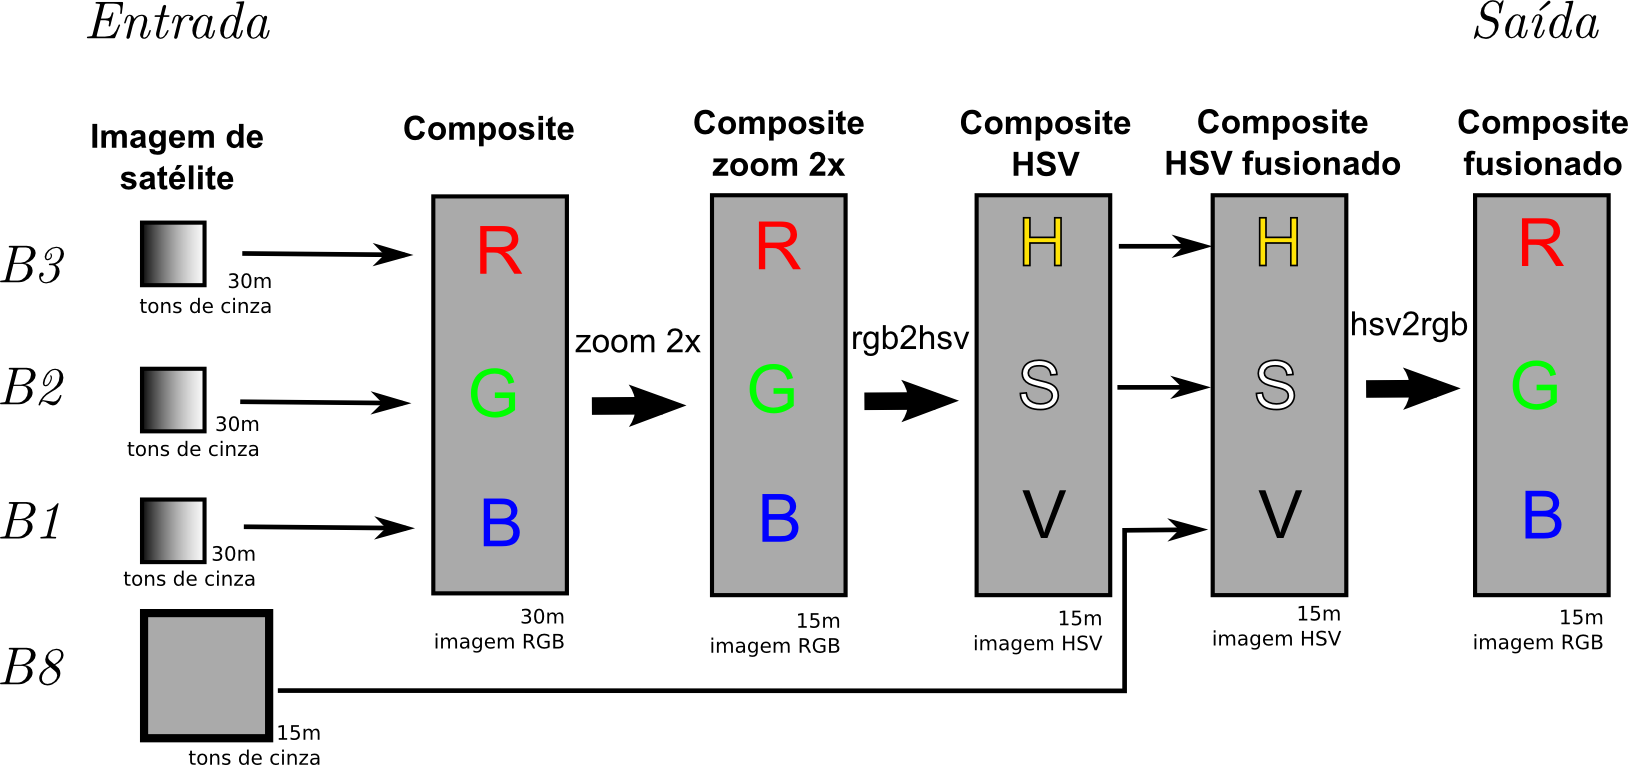 Entrada
Saída
Imagem de
satélite
Composite
Composite
zoom 2x
Composite
HSV
Composite
HSV fusionado
Composite
fusionado
B3
30m
tons de cinza
B2
30m
tons de cinza
B1
30m
tons de cinza
B8
15m
tons de cinza
R
G
B
30m
imagem RGB
zoom 2x
R
G
B
15m
imagem RGB
rgb2hsv
H
S
V
15m
imagem HSV
H
S
V
15m
imagem HSV
hsv2rgb
R
G
B
15m
imagem RGB